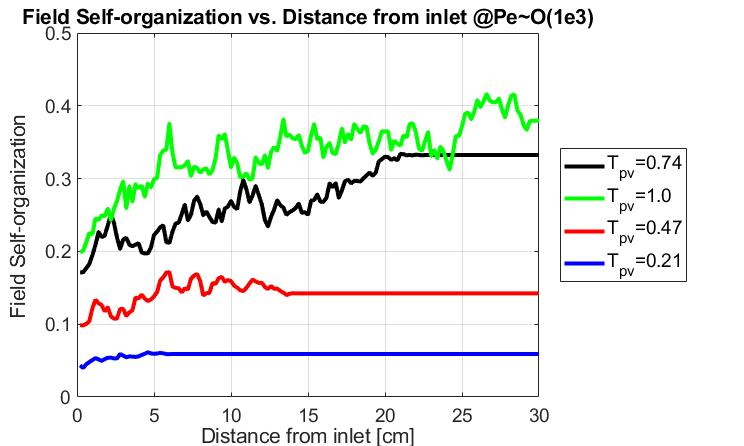 Field Self-organization vs. Distance from inlet @Pe~O(1e3)
Field Self-organization
0.5
0.4
0.3
0.2
0.1
0
0 5 10 15 20 25 30
Distance from inlet [cm]
T_pv=0.74
T_pv=1.0
T_pv=0.47
T_pv=0.21